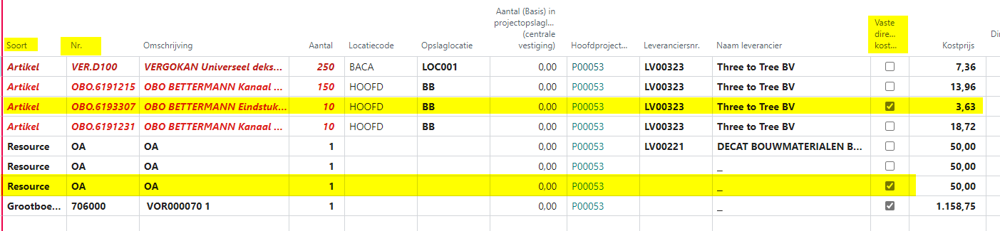 Soort Nr. Omschrijving Aantal Locatiecode Opslaglocatie Aantal (Basis) in projectopslagl... (centrale vestiging) Hoofdproject... Leveranciersnr. Naam leverancier Vaste dire... kost... Kostprijs Di
Artikel VER.D100 VERGOKAN Universeel deks... 250 BACA LOC001 0,00 P00053 LV00323 Three to Tree BV 7,36
Artikel OBO.6191215 OBO BETTERMANN Kanaal ... 150 HOOFD BB 0,00 P00053 LV00323 Three to Tree BV 13,96
Artikel OBO.6193307 OBO BETTERMANN Eindstuk... 10 HOOFD BB 0,00 P00053 LV00323 Three to Tree BV 3,63
Artikel OBO.6191231 OBO BETTERMANN Kanaal ... 10 HOOFD BB 0,00 P00053 LV00323 Three to Tree BV 18,72
Resource OA OA 1 0,00 P00053 LV00221 DECAT BOUWMATERIALEN B... 50,00
Resource OA OA 1 0,00 P00053 _ 50,00
Resource OA OA 1 0,00 P00053 _ 50,00
Grootboe... 706000 VOR000070 1 1 0,00 P00053 _ 1.158,75